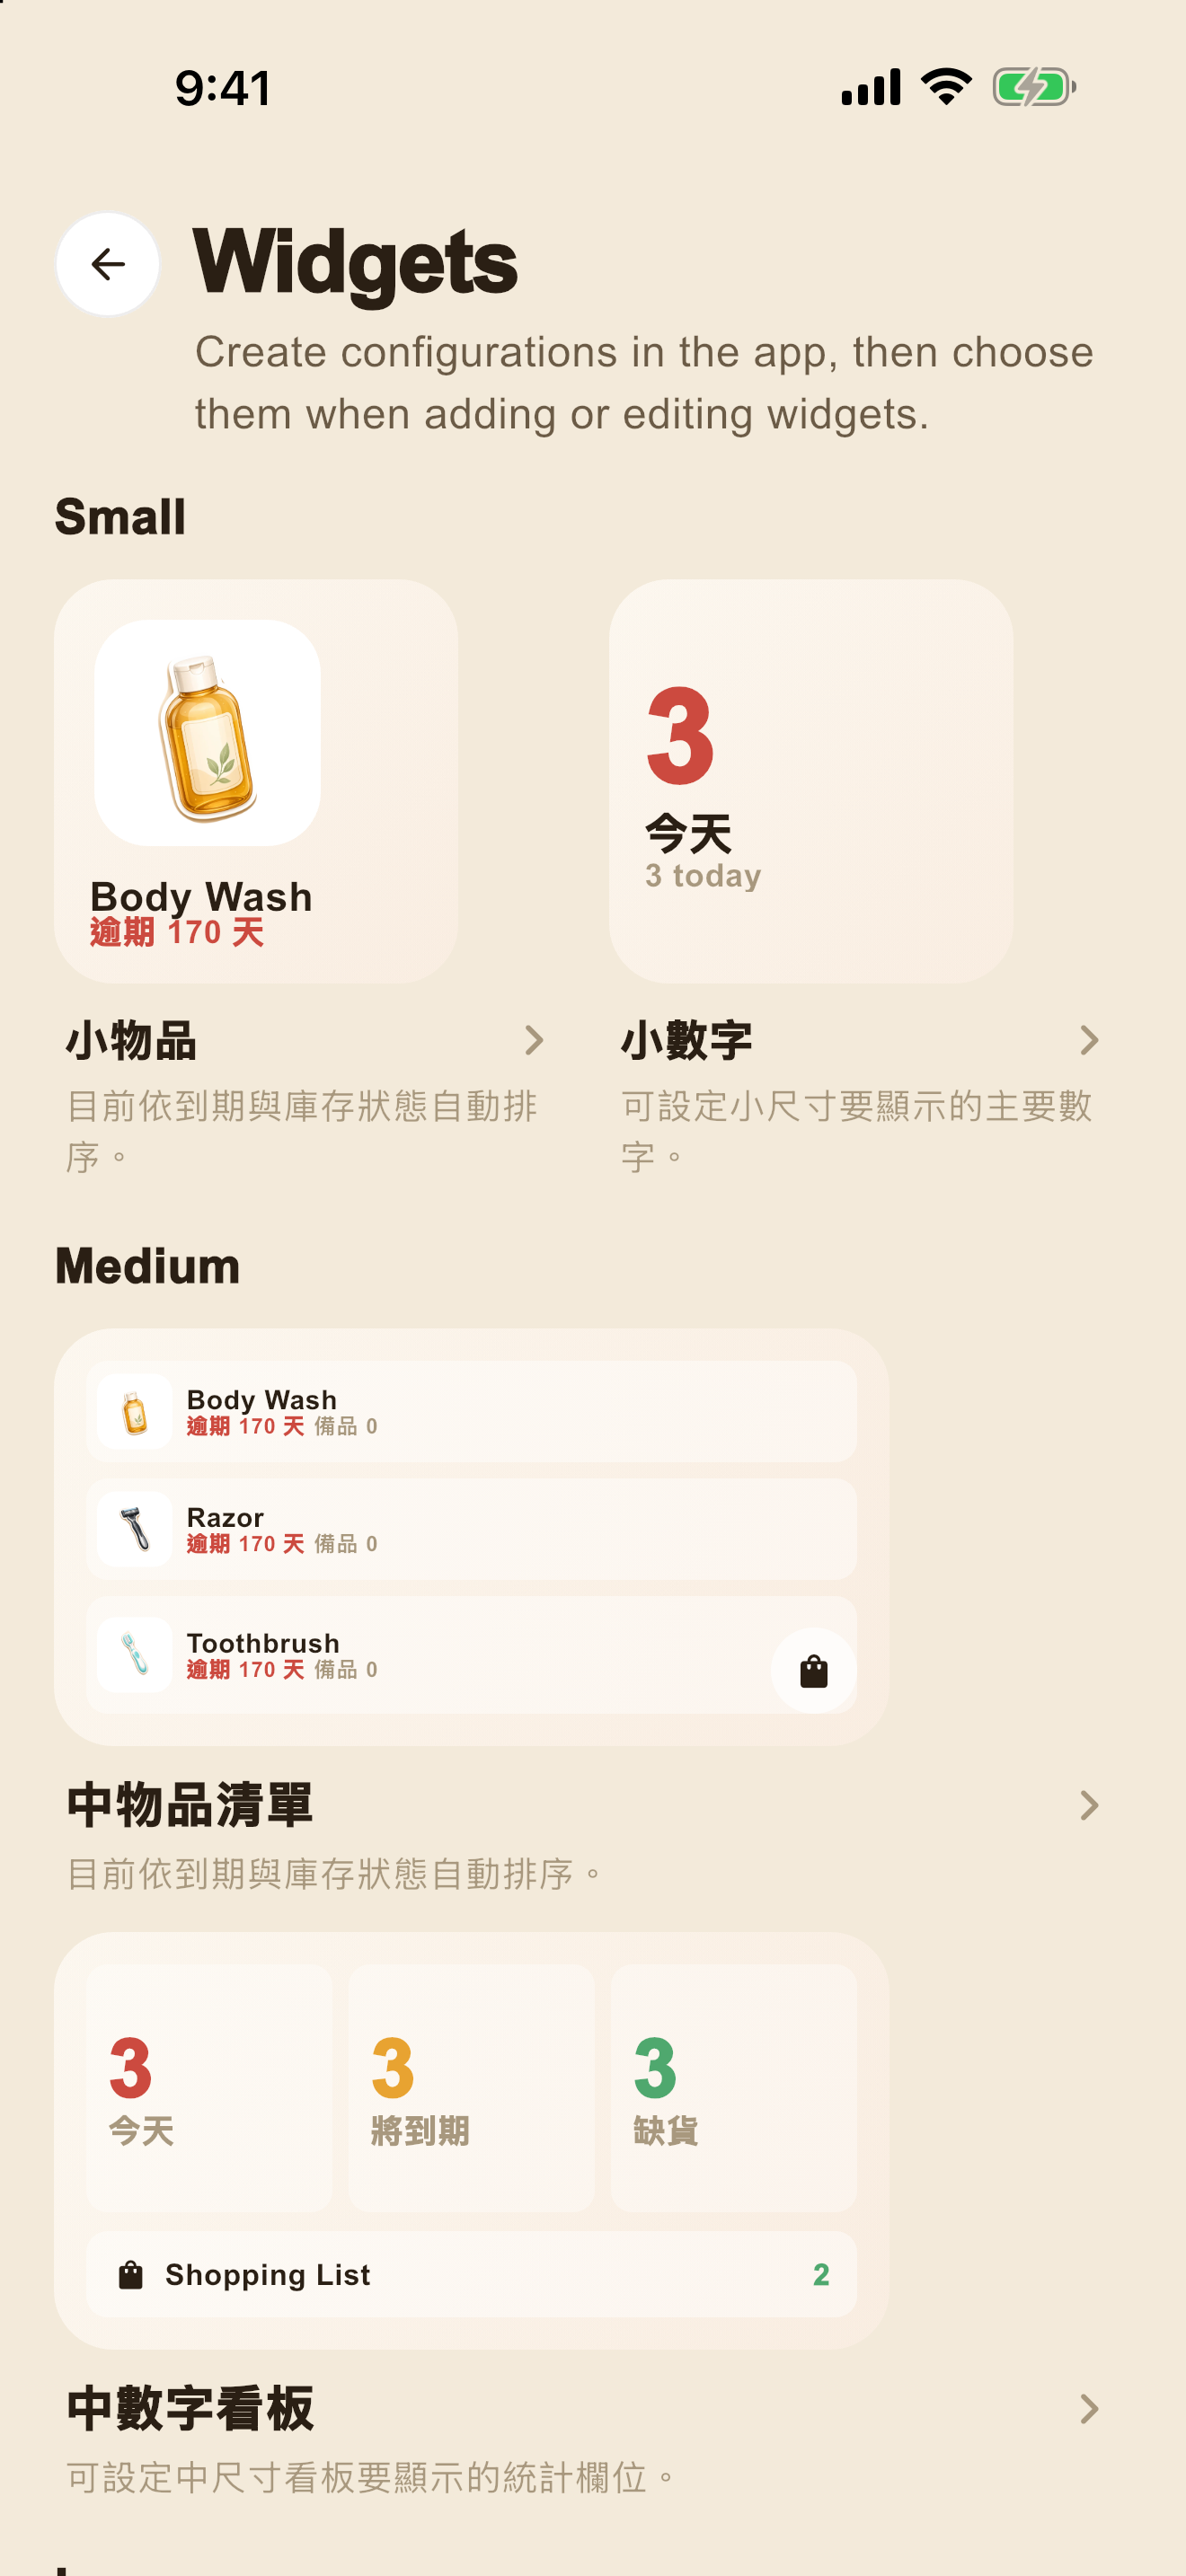 9:41
Widgets
Create configurations in the app, then choose
them when adding or editing widgets.
Small
Body Wash
逾期 170 天
3
今天
3 today
小物品
目前依到期與庫存狀態自動排
序。
小數字
可設定小尺寸要顯示的主要數
字。
Medium
Body Wash
逾期 170 天 備品 0
Razor
逾期 170 天 備品 0
Toothbrush
逾期 170 天 備品 0
中物品清單
目前依到期與庫存狀態自動排序。
3
今天
3
將到期
3
缺貨
Shopping List
2
中數字看板
可設定中尺寸看板要顯示的統計欄位。